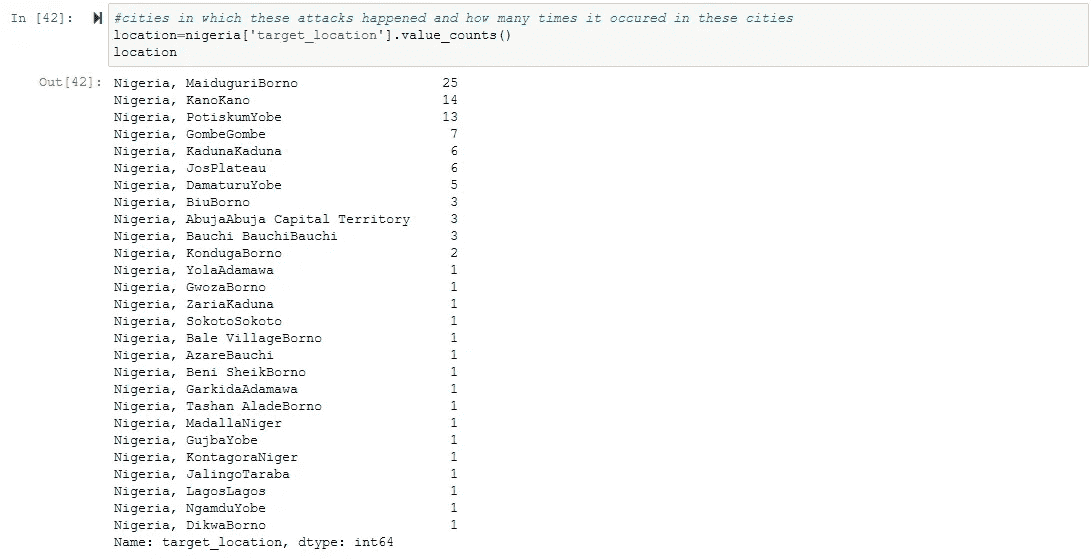 In [42]: #cities in which these attacks happened and how many times it occured in these cities
location=nigeria['target_location'].value_counts()
location
Out[42]: Nigeria, MaiduguriBorno 25
Nigeria, KanoKano 14
Nigeria, PotiskumYobe 13
Nigeria, GombeGombe 7
Nigeria, KadunaKaduna 6
Nigeria, JosPlateau 6
Nigeria, DamaturuYobe 5
Nigeria, BiuBorno 3
Nigeria, AbujaAbuja Capital Territory 3
Nigeria, Bauchi BauchiBauchi 3
Nigeria, KondugaBorno 2
Nigeria, YolaAdamawa 1
Nigeria, GwozaBorno 1
Nigeria, ZariaKaduna 1
Nigeria, SokotoSokoto 1
Nigeria, Bale VillageBorno 1
Nigeria, AzareBauchi 1
Nigeria, Beni SheikBorno 1
Nigeria, GarkidaAdamawa 1
Nigeria, Tashan AladeBorno 1
Nigeria, MadallaNiger 1
Nigeria, GujbaYobe 1
Nigeria, KontagoraNiger 1
Nigeria, JalingoTaraba 1
Nigeria, LagosLagos 1
Nigeria, NgamduYobe 1
Nigeria, DikwaBorno 1
Name: target_location, dtype: int64